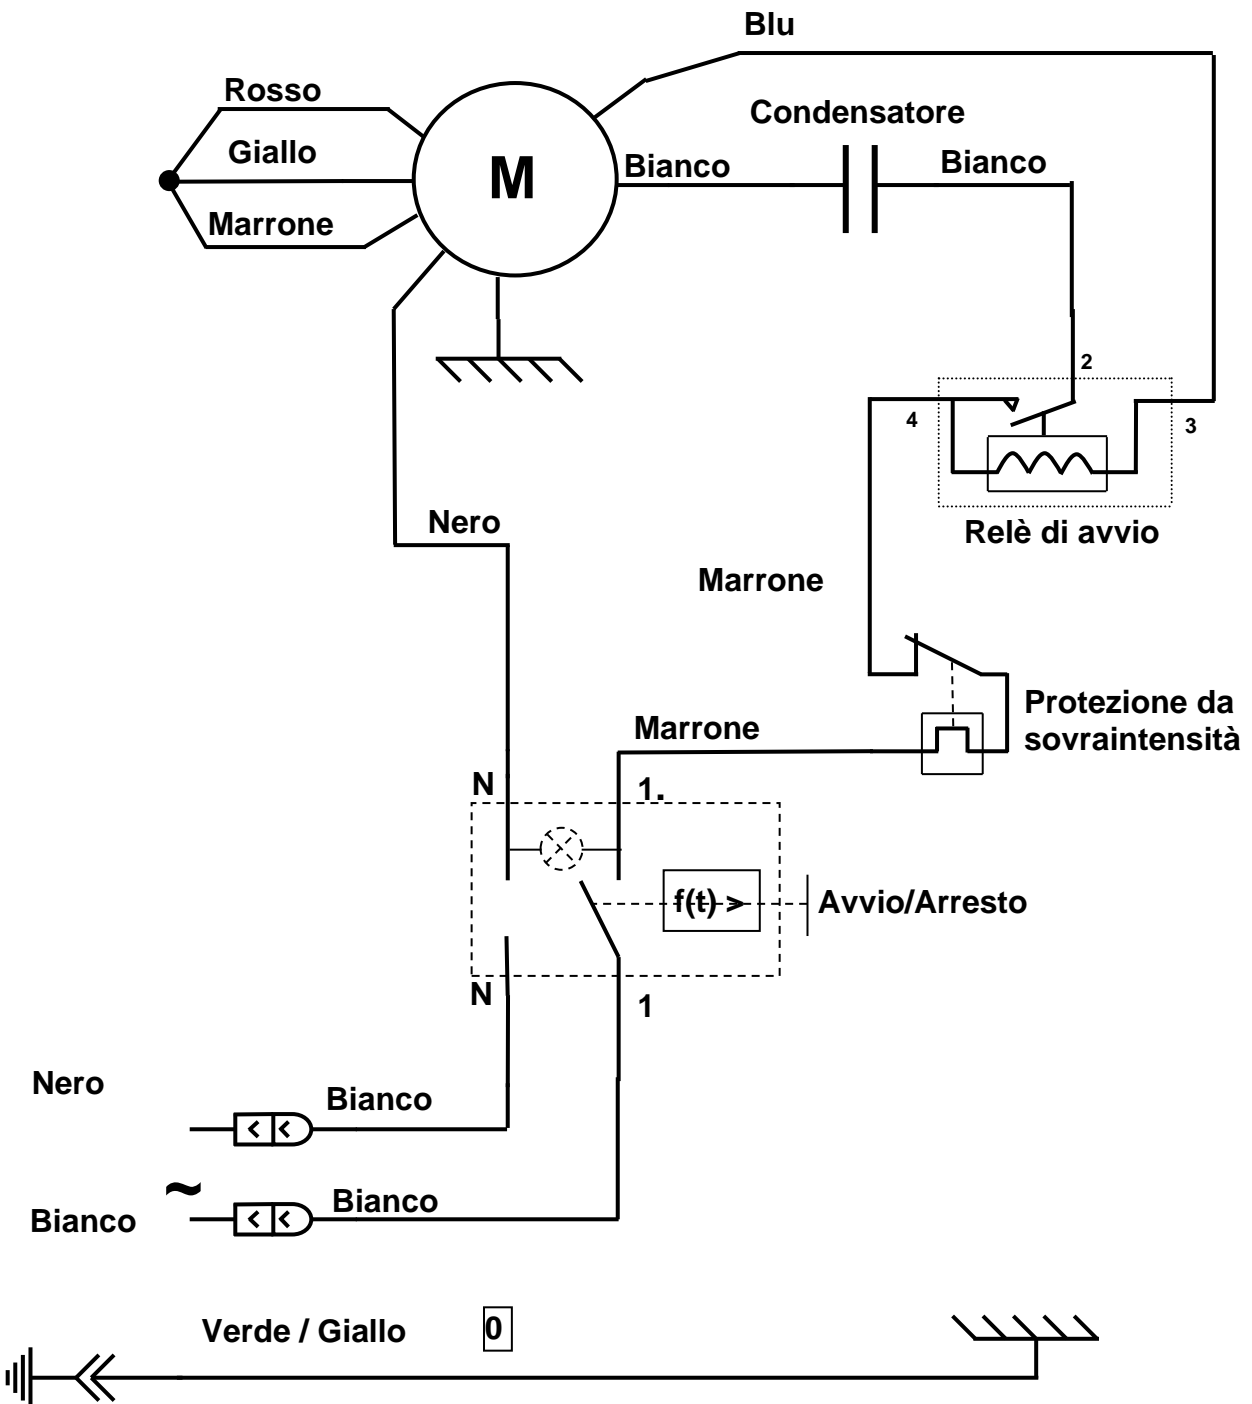 Blu
Rosso
Condensatore
Giallo
M
Bianco
Bianco
Marrone
2
4
3
Nero
Relè di avvio
Marrone
Protezione da
sovraintensità
Marrone
N
1.
f(t) >
Avvio/Arresto
N
1
Nero
Bianco
~
Bianco
Bianco
Verde / Giallo
0